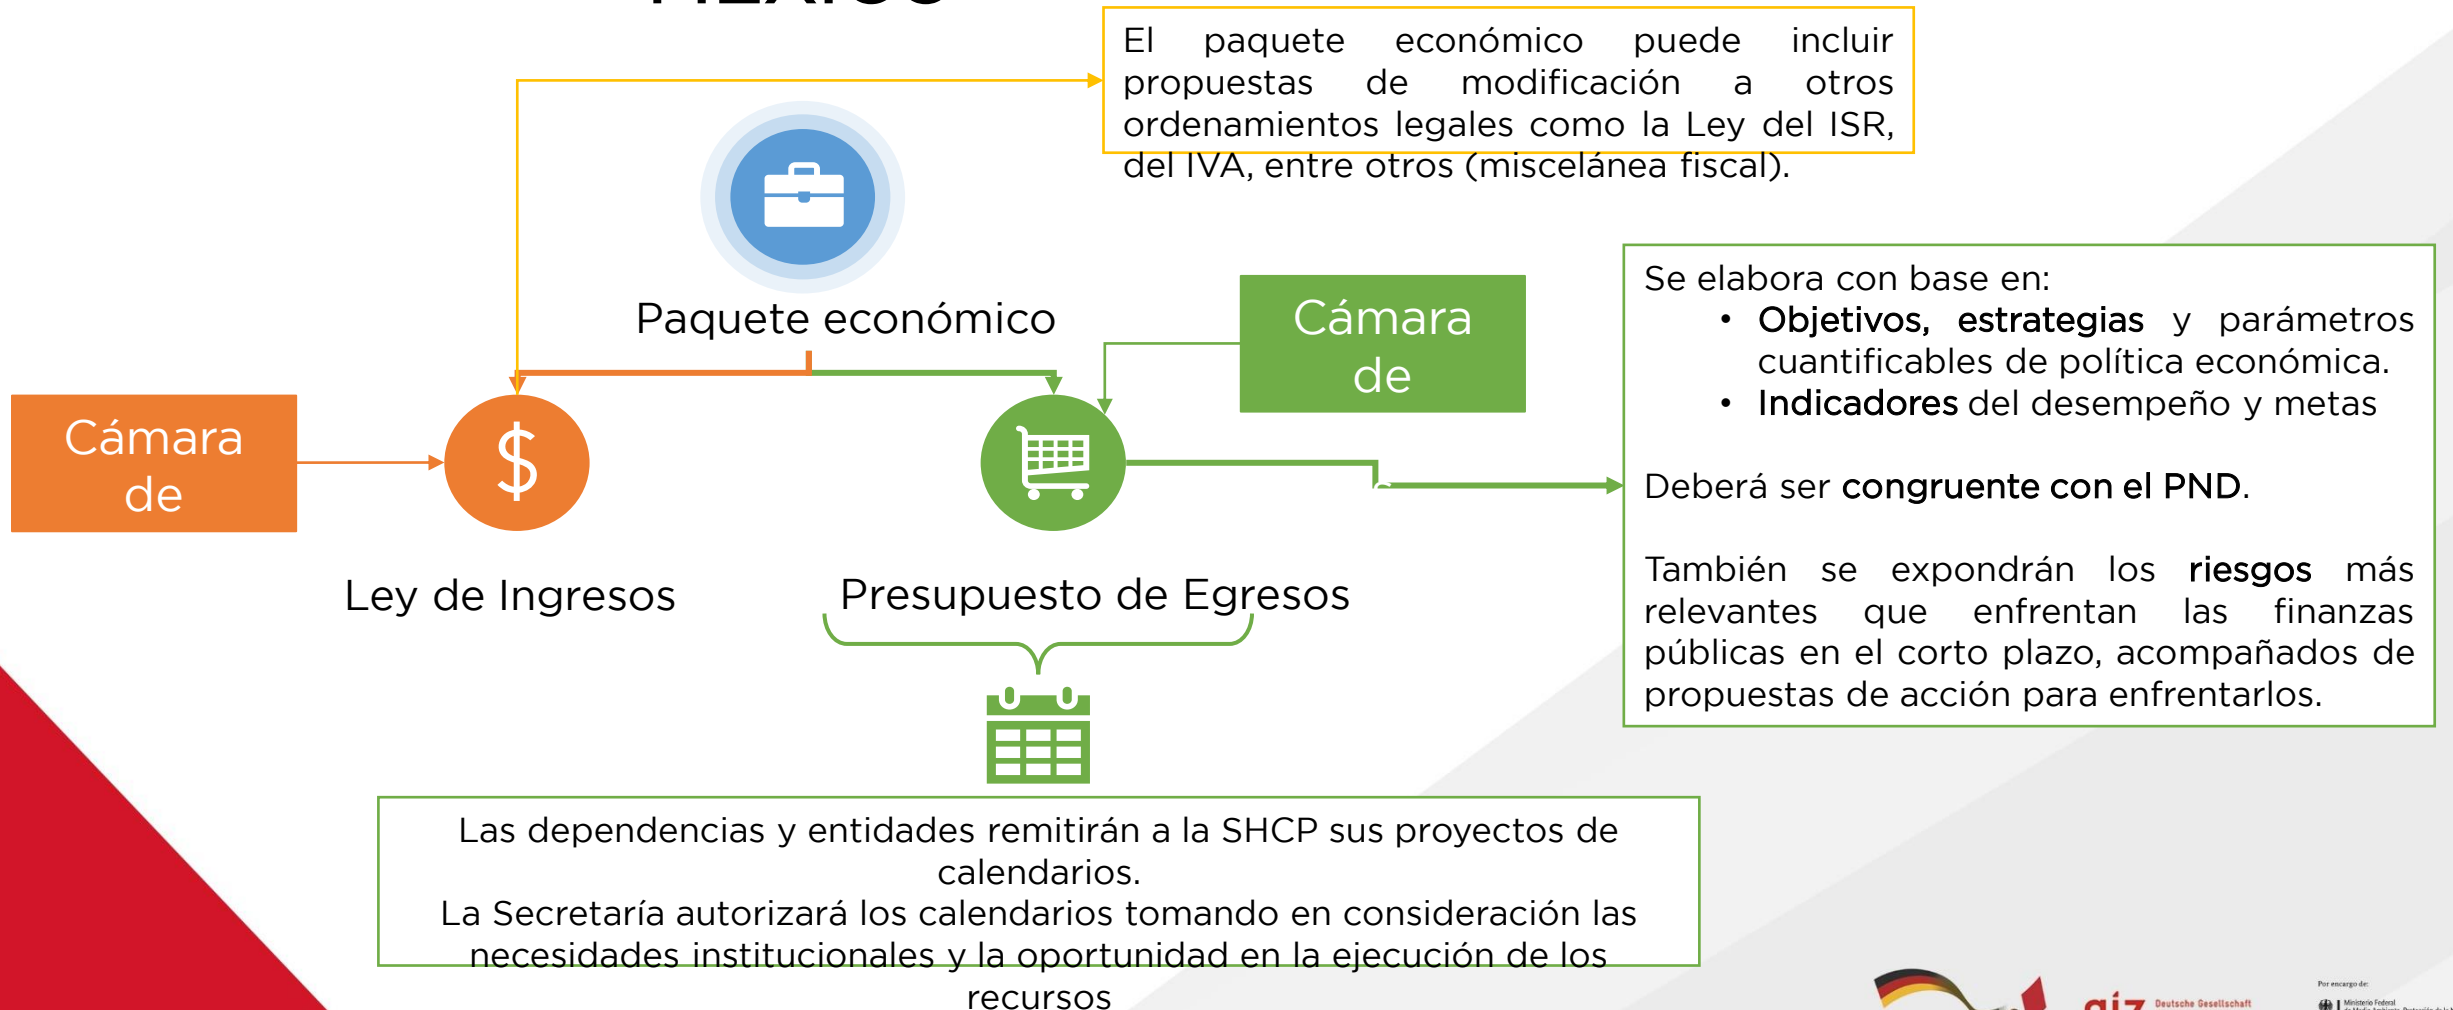 El paquete económico puede incluir
propuestas de modificación a otros
ordenamientos legales como la Ley del ISR,
del IVA, entre otros (miscelánea fiscal).
Paquete económico
Cámara
de
Cámara
de
$
Se elabora con base en:
• Objetivos, estrategias y parámetros
cuantificables de política económica.
• Indicadores del desempeño y metas
Deberá ser congruente con el PND.
También se expondrán los riesgos más
relevantes que enfrentan las finanzas
públicas en el corto plazo, acompañados de
propuestas de acción para enfrentarlos.
Ley de Ingresos
Presupuesto de Egresos
Las dependencias y entidades remitirán a la SHCP sus proyectos de
calendarios.
La Secretaría autorizará los calendarios tomando en consideración las
necesidades institucionales y la oportunidad en la ejecución de los
recursos
giz Deutsche Gesellschaft
Por encargo de:
Ministerio Federal